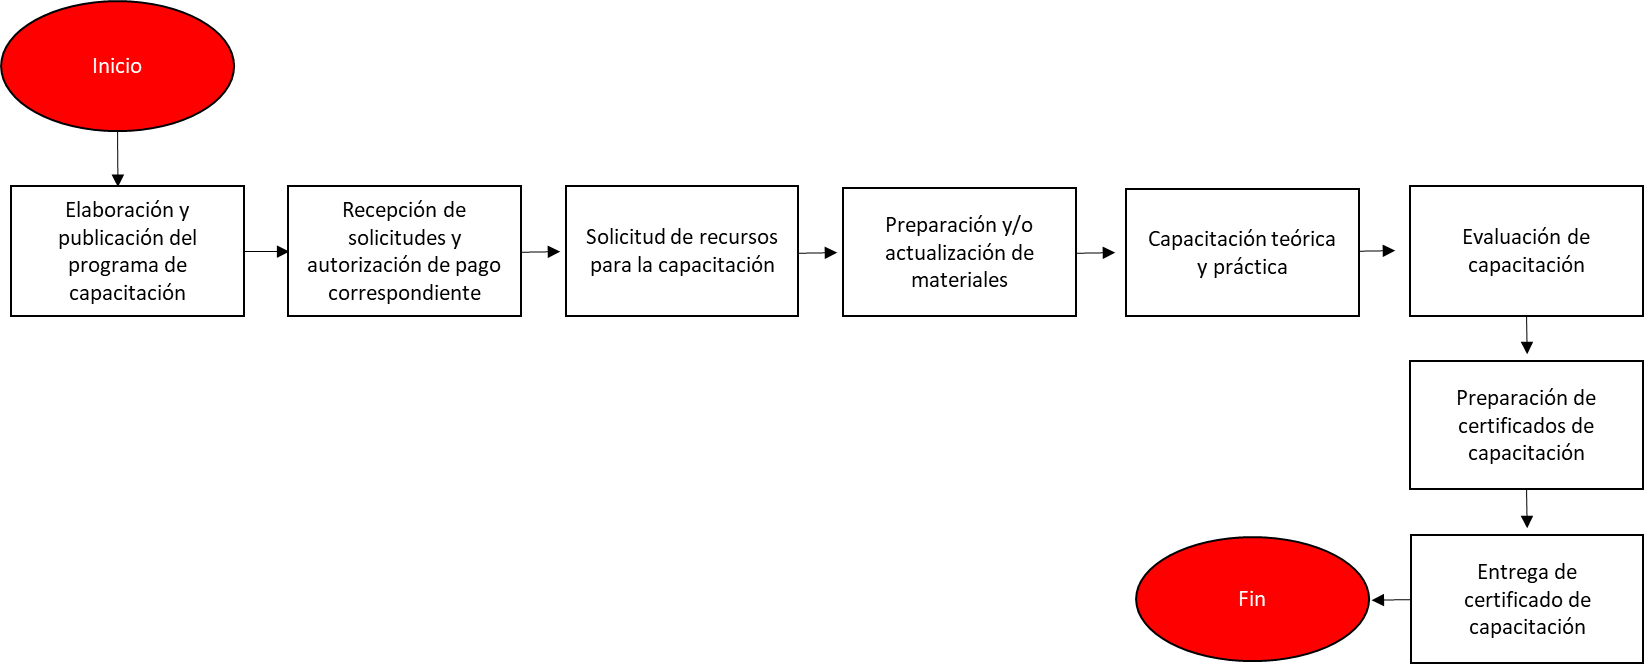 Inicio
Elaboración y
publicación del
programa de
capacitación
Recepción de
solicitudes y
autorización de pago
correspondiente
Solicitud de recursos
para la capacitación
Preparación y/o
actualización de
materiales
Capacitación teórica
y práctica
Evaluación de
capacitación
Preparación de
certificados de
capacitación
Entrega de
certificado de
capacitación
Fin